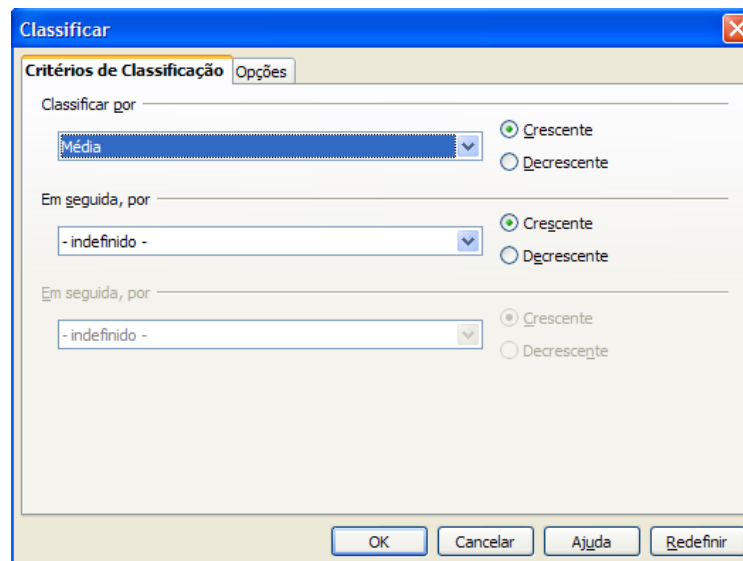 Classificar
Critérios de Classificação Opções
Classificar por
Média
Crescente
Decrescente
Em seguida, por
- indefinido -
Crescente
Decrescente
Em seguida, por
- indefinido -
Crescente
Decrescente
OK Cancelar Ajuda Redefinir